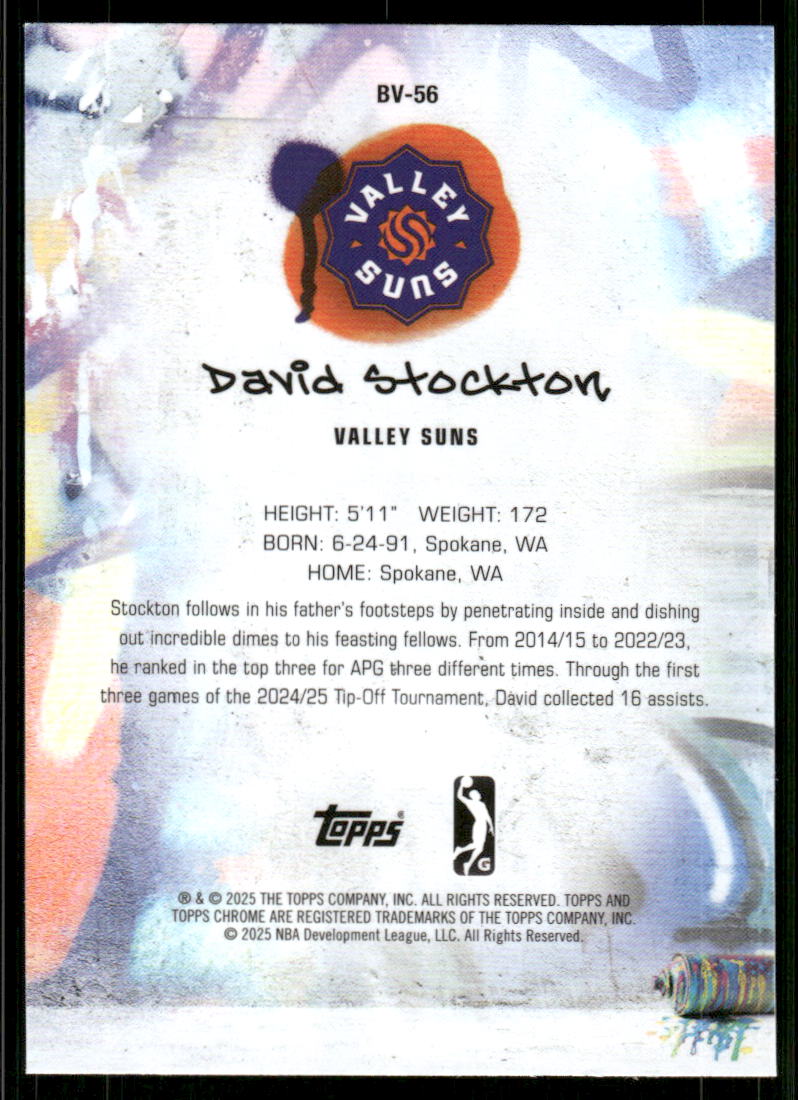 BV-56
VALLEY
SUNS
David Stockton
VALLEY SUNS
HEIGHT: 5'11" WEIGHT: 172
BORN: 6-24-91, Spokane, WA
HOME: Spokane, WA
Stockton follows in his father's footsteps by penetrating inside and dishing
out incredible dimes to his feasting fellows. From 2014/15 to 2022/23,
he ranked in the top three for APG three different times. Through the first
three games of the 2024/25 Tip-Off Tournament, David collected 16 assists.
topps®
G
® & © 2025 THE TOPPS COMPANY, INC. ALL RIGHTS RESERVED. TOPPS AND
TOPPS CHROME ARE REGISTERED TRADEMARKS OF THE TOPPS COMPANY, INC.
© 2025 NBA Development League, LLC. All Rights Reserved.